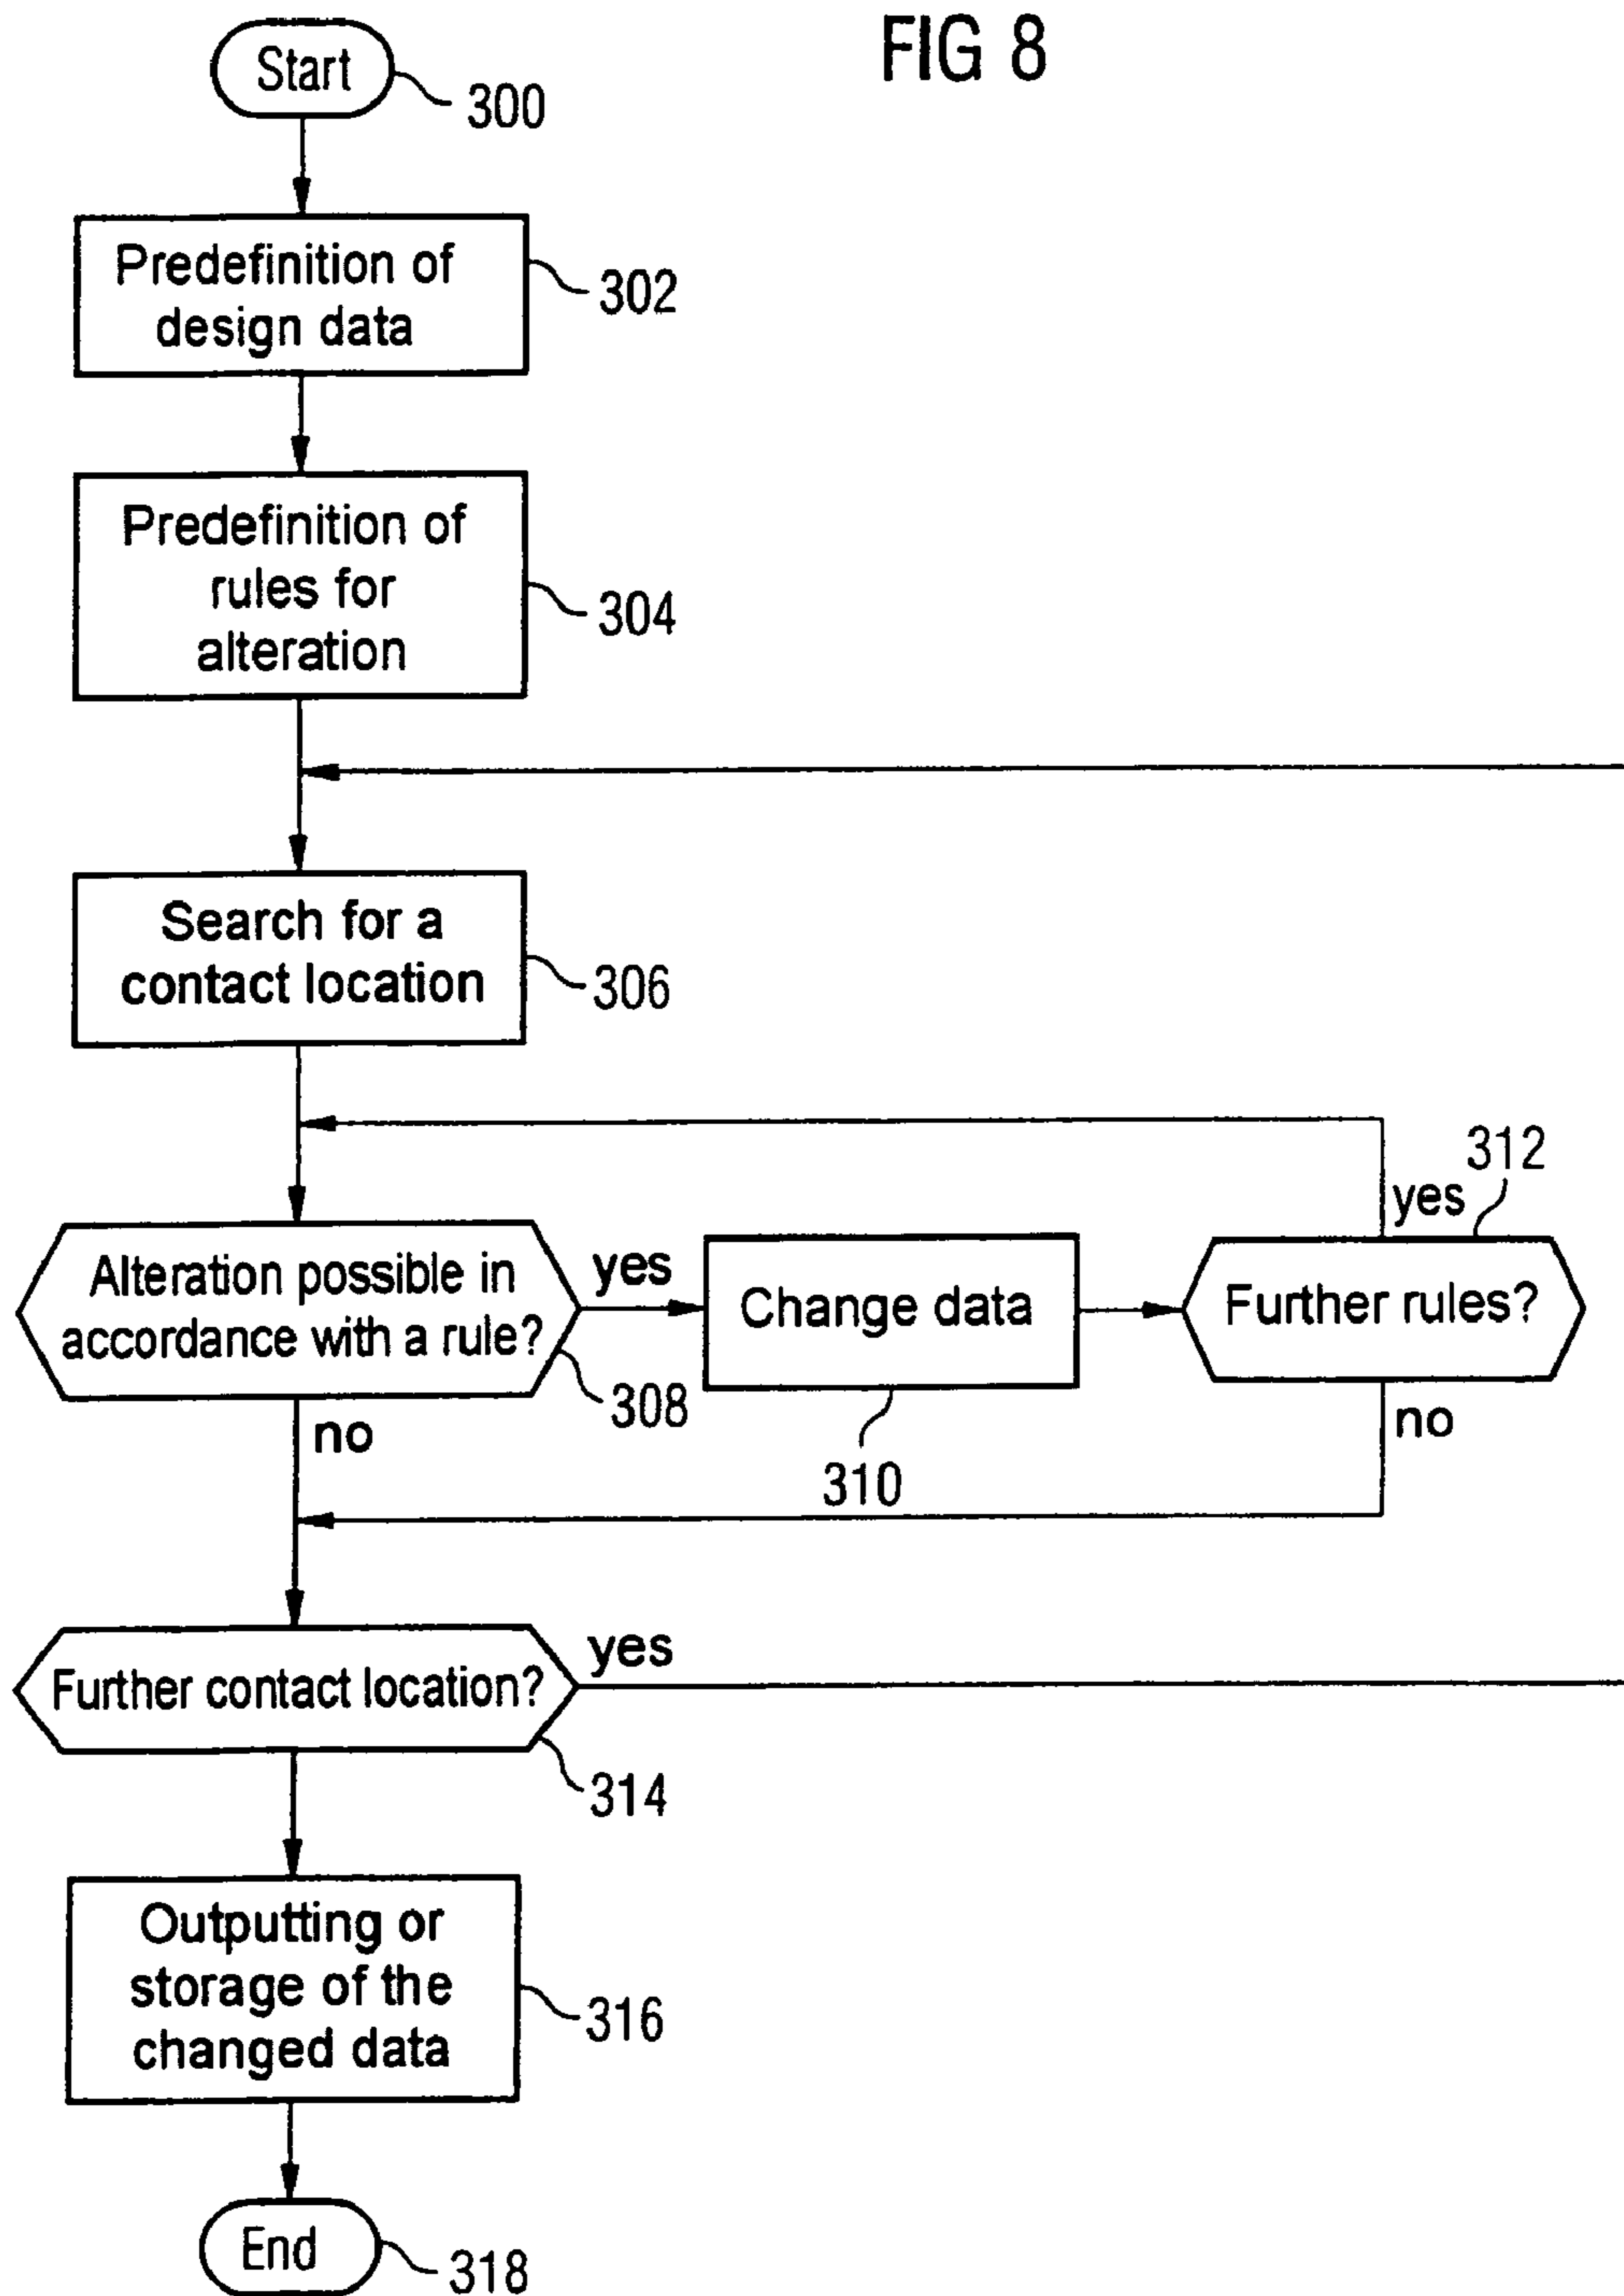 FIG 8
Start
300
Predefinition of
design data
302
Predefinition of
rules for
alteration
304
Search for a
contact location
306
312
yes
Alteration possible in
accordance with a rule?
yes
Change data
Further rules?
308
no
310
no
Further contact location?
yes
314
Outputting or
storage of the
changed data
316
End
318